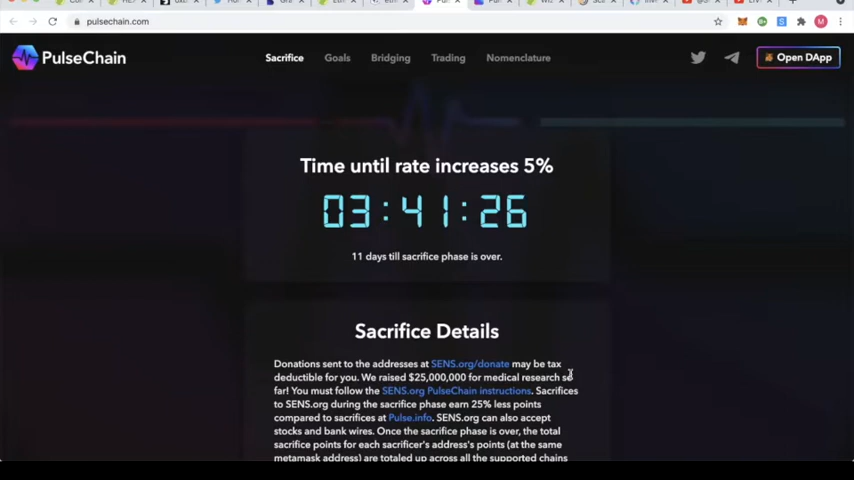 pulsechain.com
PulseChain
Sacrifice Goals Bridging Trading Nomenclature
Open DApp
Time until rate increases 5%
03:41:26
11 days till sacrifice phase is over.
Sacrifice Details
Donations sent to the addresses at SENS.org/donate may be tax
deductible for you. We raised $25,000,000 for medical research so
far! You must follow the SENS.org PulseChain instructions. Sacrifices
to SENS.org during the sacrifice phase earn 25% less points
compared to sacrifices at Pulse.info. SENS.org can also accept
stocks and bank wires. Once the sacrifice phase is over, the total
sacrifice points for each sacrificer's address's points (at the same
metamask address) are totaled up across all the supported chains